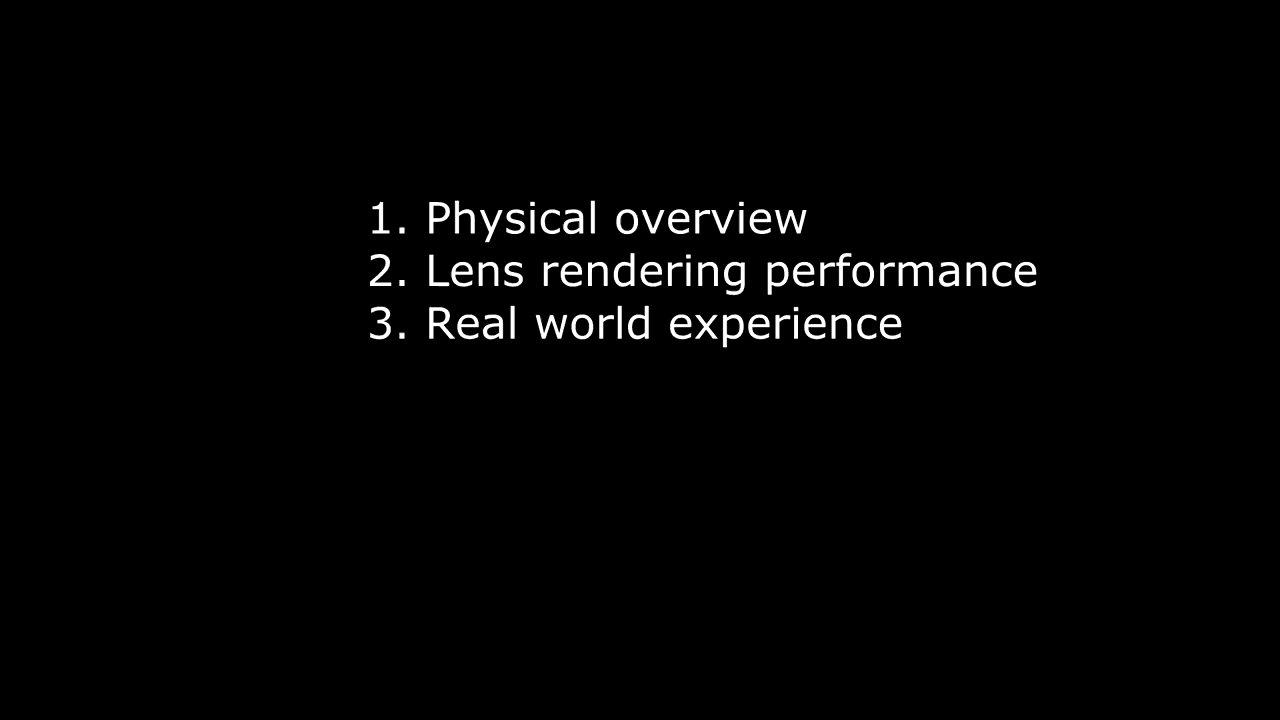 1. Physical overview
2. Lens rendering performance
3. Real world experience